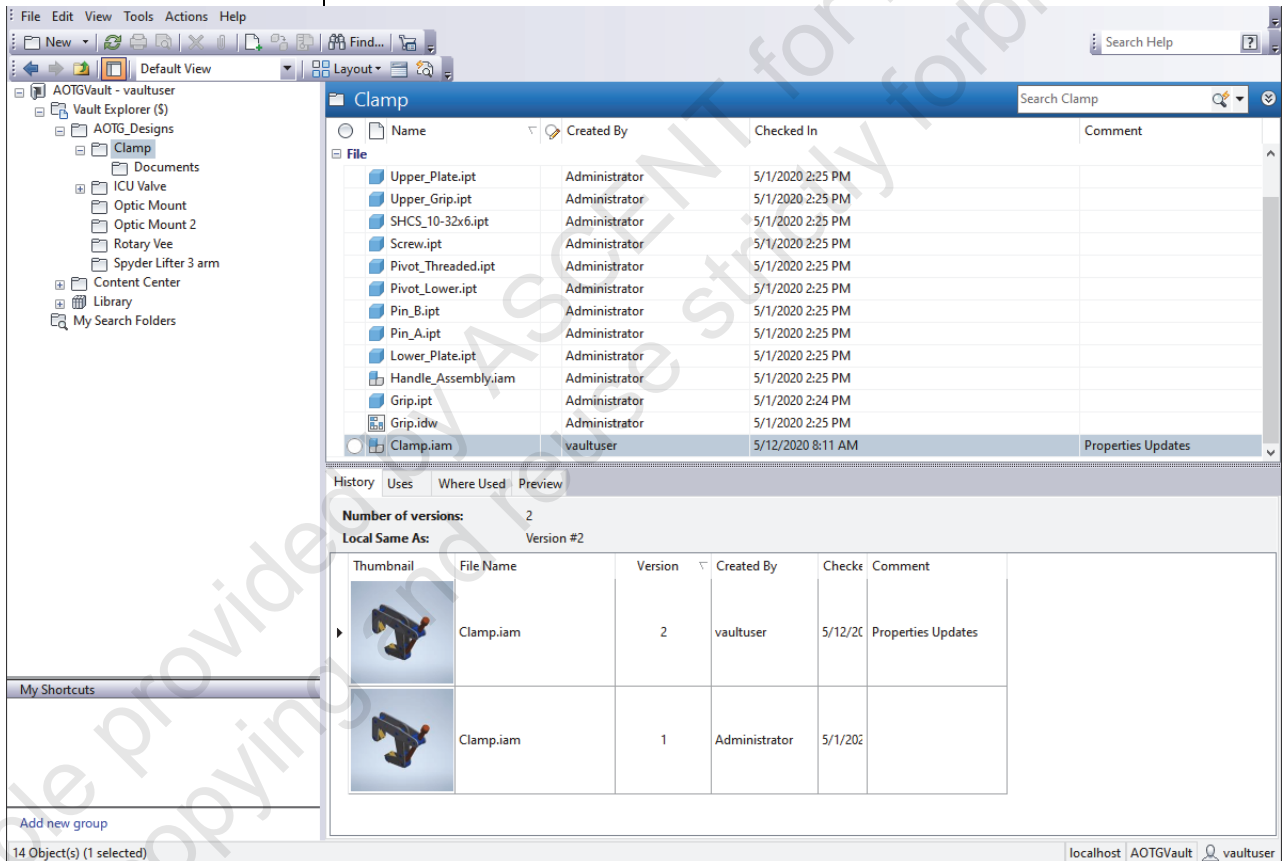 File Edit View Tools Actions Help
New Find... Search Help ?
Default View Layout
AOTGVault - vaultuser
Vault Explorer ($)
AOTG_Designs
Clamp
Documents
ICU Valve
Optic Mount
Optic Mount 2
Rotary Vee
Spyder Lifter 3 arm
Content Center
Library
My Search Folders
My Shortcuts
Add new group
Clamp Search Clamp
Name Created By Checked In Comment
File
Upper_Plate.ipt Administrator 5/1/2020 2:25 PM
Upper_Grip.ipt Administrator 5/1/2020 2:25 PM
SHCS_10-32x6.ipt Administrator 5/1/2020 2:25 PM
Screw.ipt Administrator 5/1/2020 2:25 PM
Pivot_Threaded.ipt Administrator 5/1/2020 2:25 PM
Pivot_Lower.ipt Administrator 5/1/2020 2:25 PM
Pin_B.ipt Administrator 5/1/2020 2:25 PM
Pin_A.ipt Administrator 5/1/2020 2:25 PM
Lower_Plate.ipt Administrator 5/1/2020 2:25 PM
Handle_Assembly.iam Administrator 5/1/2020 2:25 PM
Grip.ipt Administrator 5/1/2020 2:24 PM
Grip.idw Administrator 5/1/2020 2:25 PM
Clamp.iam vaultuser 5/12/2020 8:11 AM Properties Updates
History Uses Where Used Preview
Number of versions: 2
Local Same As: Version #2
Thumbnail File Name Version Created By Checke Comment
Clamp.iam 2 vaultuser 5/12/20 Properties Updates
Clamp.iam 1 Administrator 5/1/202
14 Object(s) (1 selected) localhost AOTGVault vaultuser
provided by ASCENT for
copying and reuse strictly forb